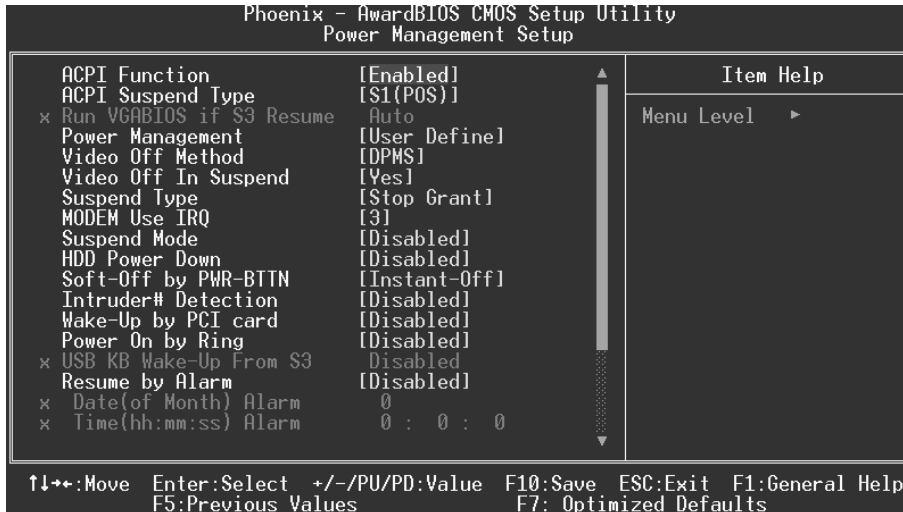 Phoenix - AwardBIOS CMOS Setup Utility
Power Management Setup
ACPI Function [Enabled]
ACPI Suspend Type [S1(POS)]
x Run VGABIOS if S3 Resume Auto
Power Management [User Define]
Video Off Method [DPMS]
Video Off In Suspend [Yes]
Suspend Type [Stop Grant]
MODEM Use IRQ [3]
Suspend Mode [Disabled]
HDD Power Down [Disabled]
Soft-Off by PWR-BTTN [Instant-Off]
Intruder# Detection [Disabled]
Wake-Up by PCI card [Disabled]
Power On by Ring [Disabled]
x USB KB Wake-Up From S3 Disabled
Resume by Alarm [Disabled]
x Date(of Month) Alarm 0
x Time(hh:mm:ss) Alarm 0 : 0 : 0
Item Help
Menu Level ►
↑↓→←:Move Enter:Select +/-/PU/PD:Value F10:Save ESC:Exit F1:General Help
F5:Previous Values F7: Optimized Defaults